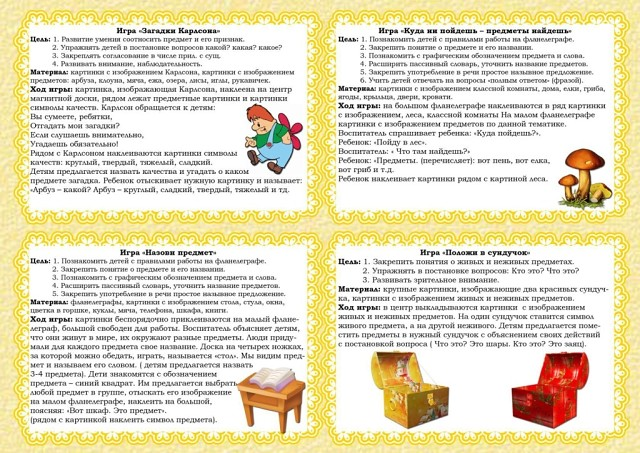 Игра «Загадки Карлсона»
Цель: 1. Развитие умения соотносить предмет и его признак.
2. Упражнять детей в постановке вопросов какой? какая? какое?
3. Закреплять согласование в числе прил. с сущ.
4. Развивать внимание, наблюдательность.
Материал: картинки с изображением Карлсона, картинки с изображением
предметов: арбуза, клоуна, мяча, ежа, озера, лисы, иглы, рукавичек.
Ход игры: картинка, изображающая Карлсона, наклеена на центр
магнитной доски, рядом лежат предметные картинки и картинки
символы качеств. Карлсон обращается к детям:
Вы сумеете, ребятки,
Отгадать мои загадки?
Если слушаешь внимательно,
Угадаешь обязательно!
Рядом с Карлсоном наклеиваются картинки символы
качеств: круглый, твердый, тяжелый, сладкий.
Детям предлагается назвать качества и угадать о каком
предмете загадка. Ребенок отыскивает нужную картинку и называет:
«Арбуз – какой? Арбуз – круглый, сладкий, твердый, тяжелый и тд.
Игра «Куда ни пойдешь – предметы найдешь»
Цель: 1. Познакомить детей с правилами работы на фланелеграфе.
2. Закрепить понятие о предмете и его названии.
3. Познакомить с графическим обозначением предмета и слова.
4. Расширить пассивный словарь, уточнить название предметов.
5. Закрепить употребление в речи простое назывное предложение.
6. Учить детей отвечать на вопросы «полным ответом» (фразой).
Материал: картинки с изображением классной комнаты, дома, елки, гриба,
ягоды, крыльца, двери, кровати.
Ход игры: на большом фланелеграфе наклеиваются в ряд картинки
с изображением, леса, классной комнаты На малом фланелеграфе
картинки с изображением предметов по данной тематике.
Воспитатель спрашивает ребенка: «Куда пойдешь?».
Ребенок: «Пойду в лес».
Воспитатель: « Что там найдешь?»
Ребенок: «Предметы. (перечисляет): вот пень, вот елка,
вот гриб и т.д.
Ребенок наклеивает картинки рядом с картиной леса.
Игра «Назови предмет»
Цель: 1. Познакомить детей с правилами работы на фланелеграфе.
2. Закрепить понятие о предмете и его названии.
3. Познакомить с графическим обозначением предмета и слова.
4. Расширить пассивный словарь, уточнить название предметов.
5. Закрепить употребление в речи простое назывное предложение.
Материал: фланелеграфы, картинки с изображением стола, стула, окна,
цветка в горшке, куклы, мяча, телефона, шкафа, книги.
Ход игры: картинки беспорядочно приклеиваются на малый флане-
леграф, большой свободен для работы. Воспитатель объясняет детям,
что они живут в мире, их окружают разные предметы. Люди приду-
мали для каждого предмета свое название. Доска на четырех ножках,
за которой можно обедать, играть, называется «стол». Мы видим пред-
мет и называем его словом. ( детям предлагается назвать
3-4 предмета). Дети знакомятся с обозначением
предмета – синий квадрат. Им предлагается выбрать
любой предмет в группе, отыскать его изображение
на малом фланелеграфе, наклеить на большой,
поясняя: «Вот шкаф. Это предмет».
(рядом с картинкой наклеить символ предмета).
Игра «Положи в сундучок»
Цель: 1. Закрепить понятия о живых и неживых предметах.
2. Упражнять в постановке вопросов: Кто это? Что это?
3. Развивать зрительное внимание.
Материал: крупные картинки, изображающие два красивых сундуч-
ка, картинки с изображением живых и неживых предметов.
Ход игры: в центр выкладываются картинки с изображением
живых и неживых предметов. На один сундучок ставится символ
живого предмета, а на другой неживого. Детям предлагается поме-
стить предметы в нужный сундучок с объяснением своих действий
с постановкой вопроса ( Что это? Это шары. Кто это? Это заяц).